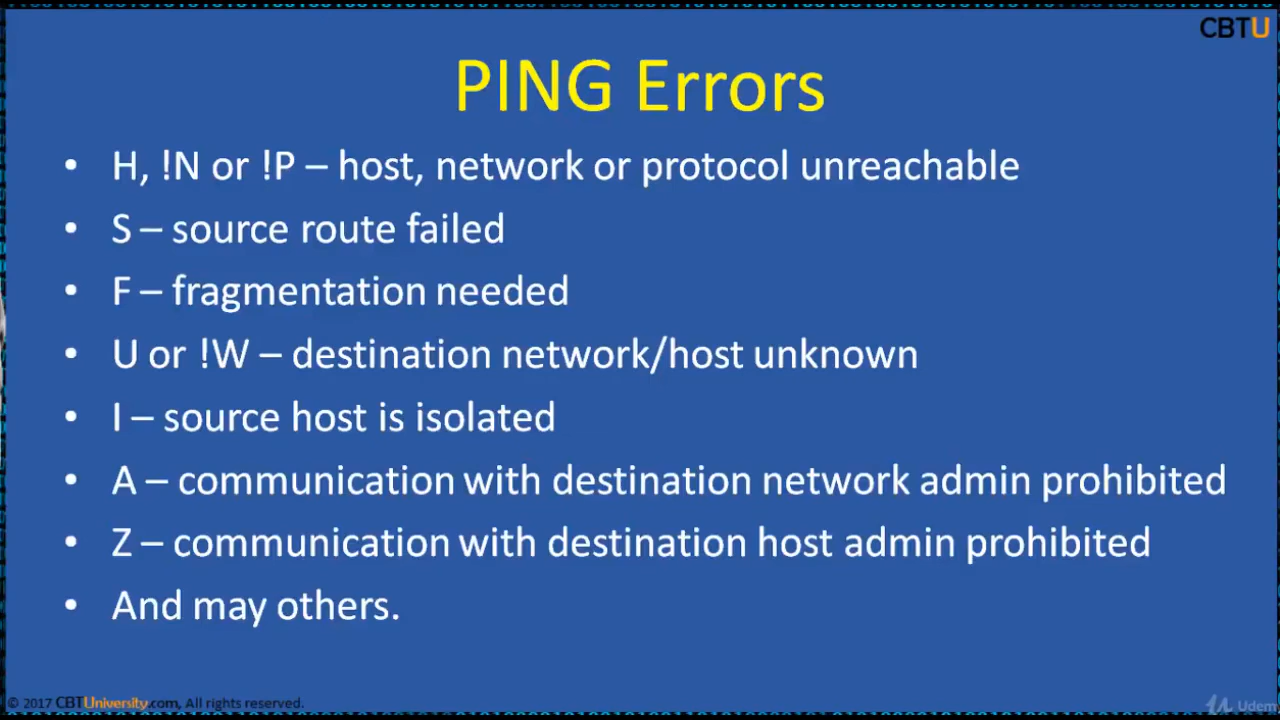 CBTU
PING Errors
• H, !N or !P – host, network or protocol unreachable
• S – source route failed
• F – fragmentation needed
• U or !W – destination network/host unknown
• I – source host is isolated
• A – communication with destination network admin prohibited
• Z – communication with destination host admin prohibited
• And may others.
© 2017 CBTUniversity.com, All rights reserved.